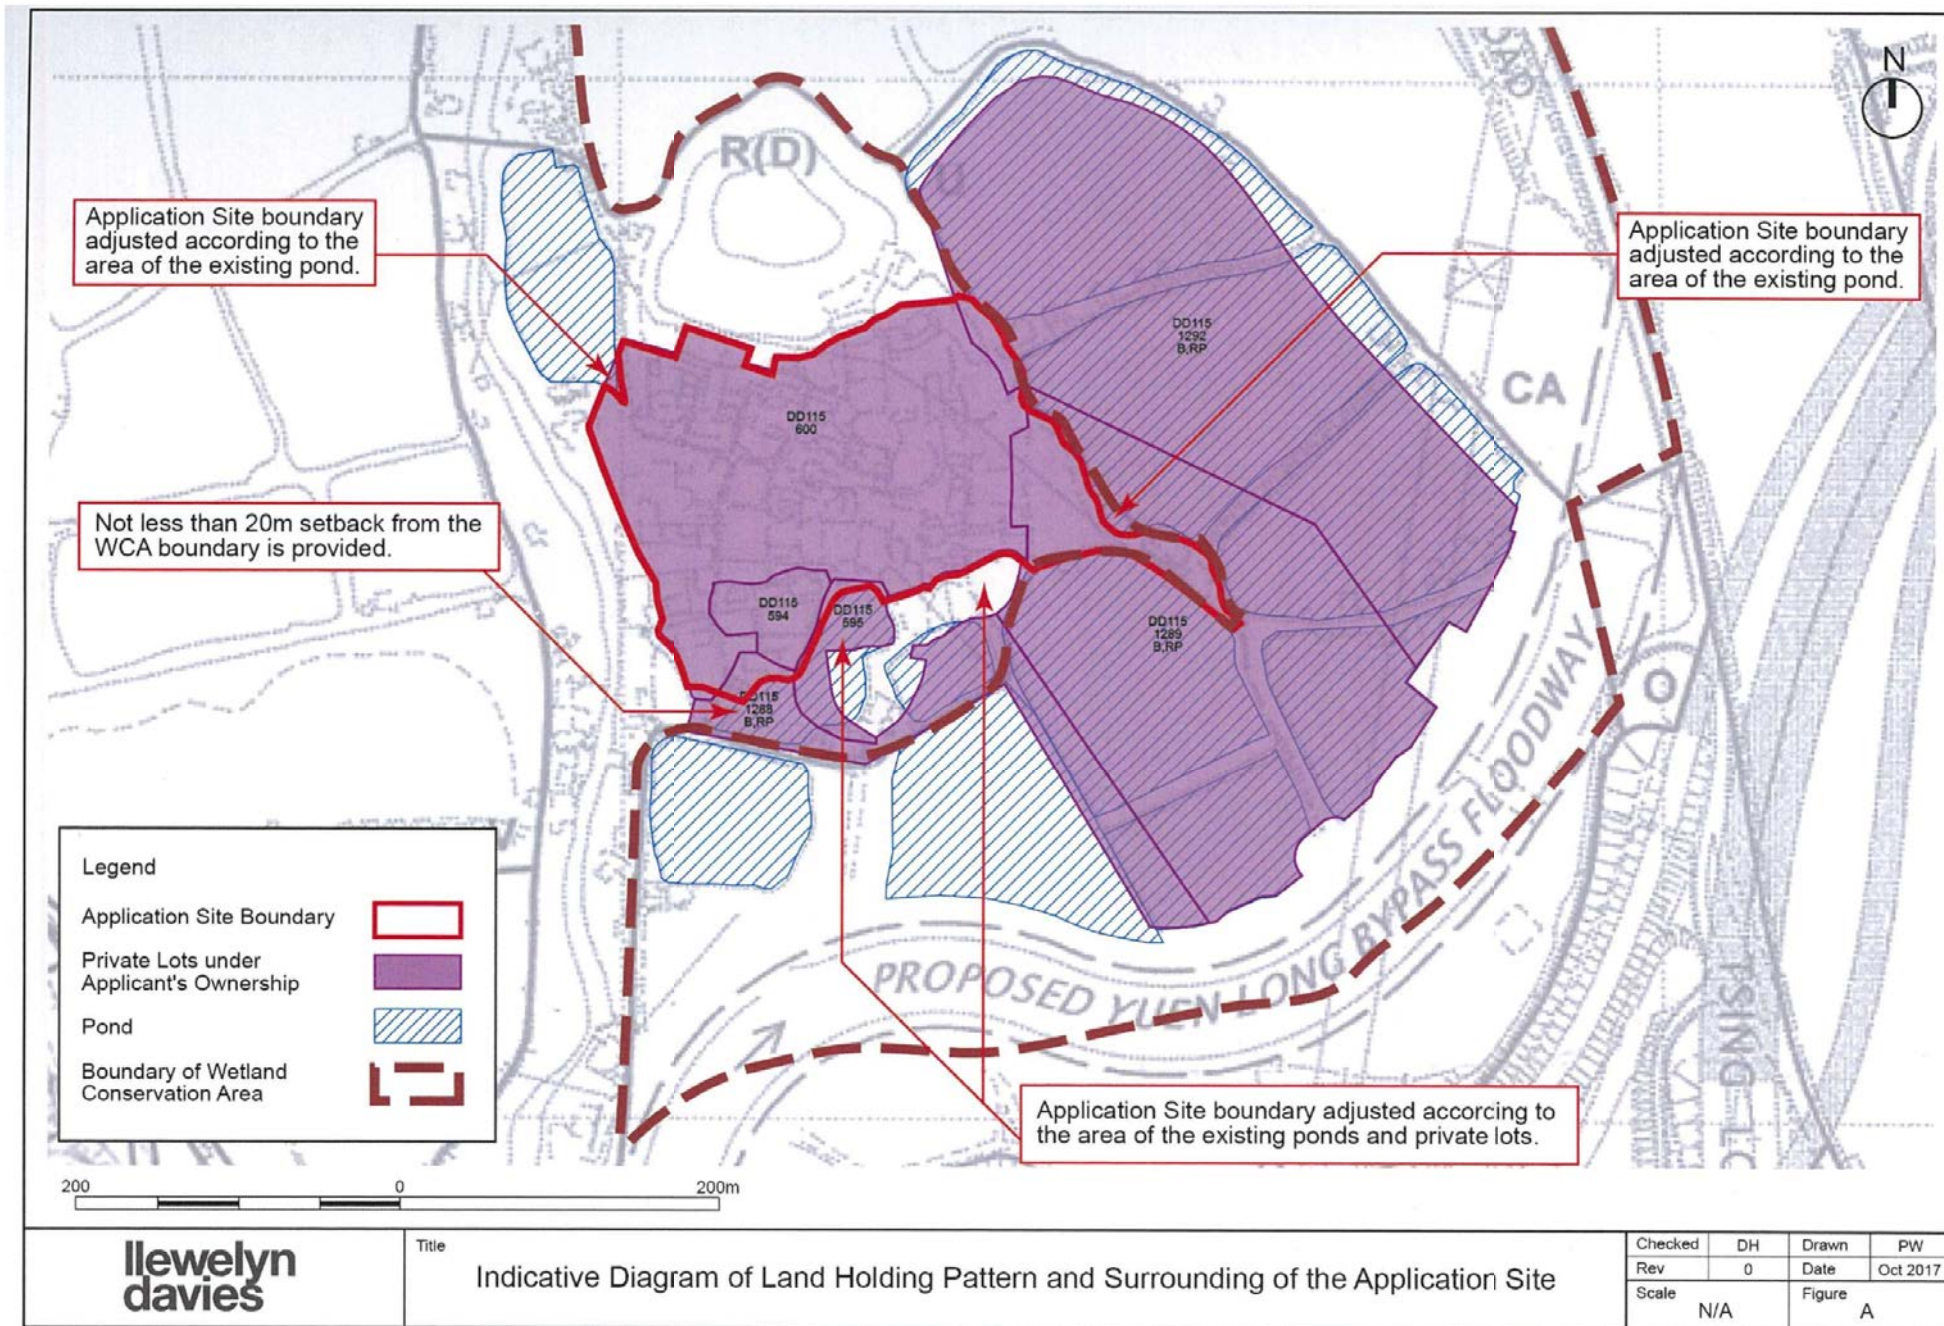 N
R(D)
Application Site boundary
adjusted according to the
area of the existing pond.
Application Site boundary
adjusted according to the
area of the existing pond.
DD115
1292
B,RP
CA
DD115
600
Not less than 20m setback from the
WCA boundary is provided.
DD115
594
DD115
595
DD115
1289
B,RP
DD115
1288
B,RP
O
PROPOSED YUEN LONG BYPASS FLOODWAY
TSING
Legend
Application Site Boundary
Private Lots under
Applicant's Ownership
Pond
Boundary of Wetland
Conservation Area
Application Site boundary adjusted accorcing to
the area of the existing ponds and private lots.
200 0 200m
llewelyn
davies
Title
Indicative Diagram of Land Holding Pattern and Surrounding of the Application Site
Checked DH Drawn PW
Rev 0 Date Oct 2017
Scale N/A Figure A